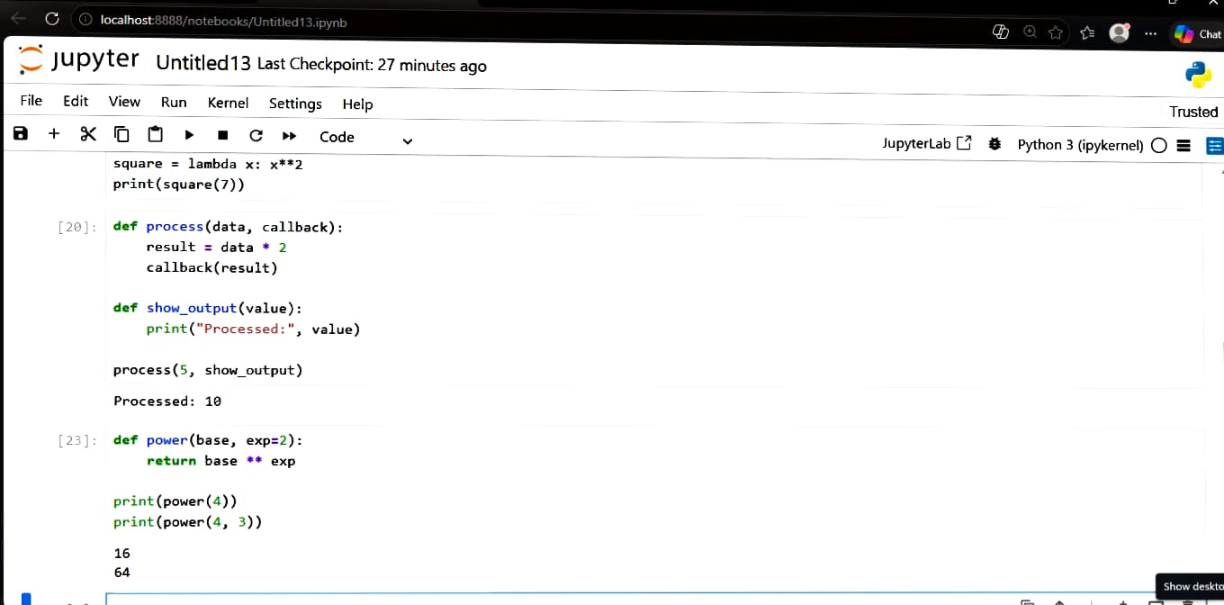 localhost:8888/notebooks/Untitled13.ipynb
Chat
jupyter Untitled13 Last Checkpoint: 27 minutes ago
File Edit View Run Kernel Settings Help
Trusted
Code
JupyterLab Python 3 (ipykernel)
square = lambda x: x**2
print(square(7))
[20]: def process(data, callback):
    result = data * 2
    callback(result)
def show_output(value):
    print("Processed:", value)
process(5, show_output)
Processed: 10
[23]: def power(base, exp=2):
    return base ** exp
print(power(4))
print(power(4, 3))
16
64
Show deskto